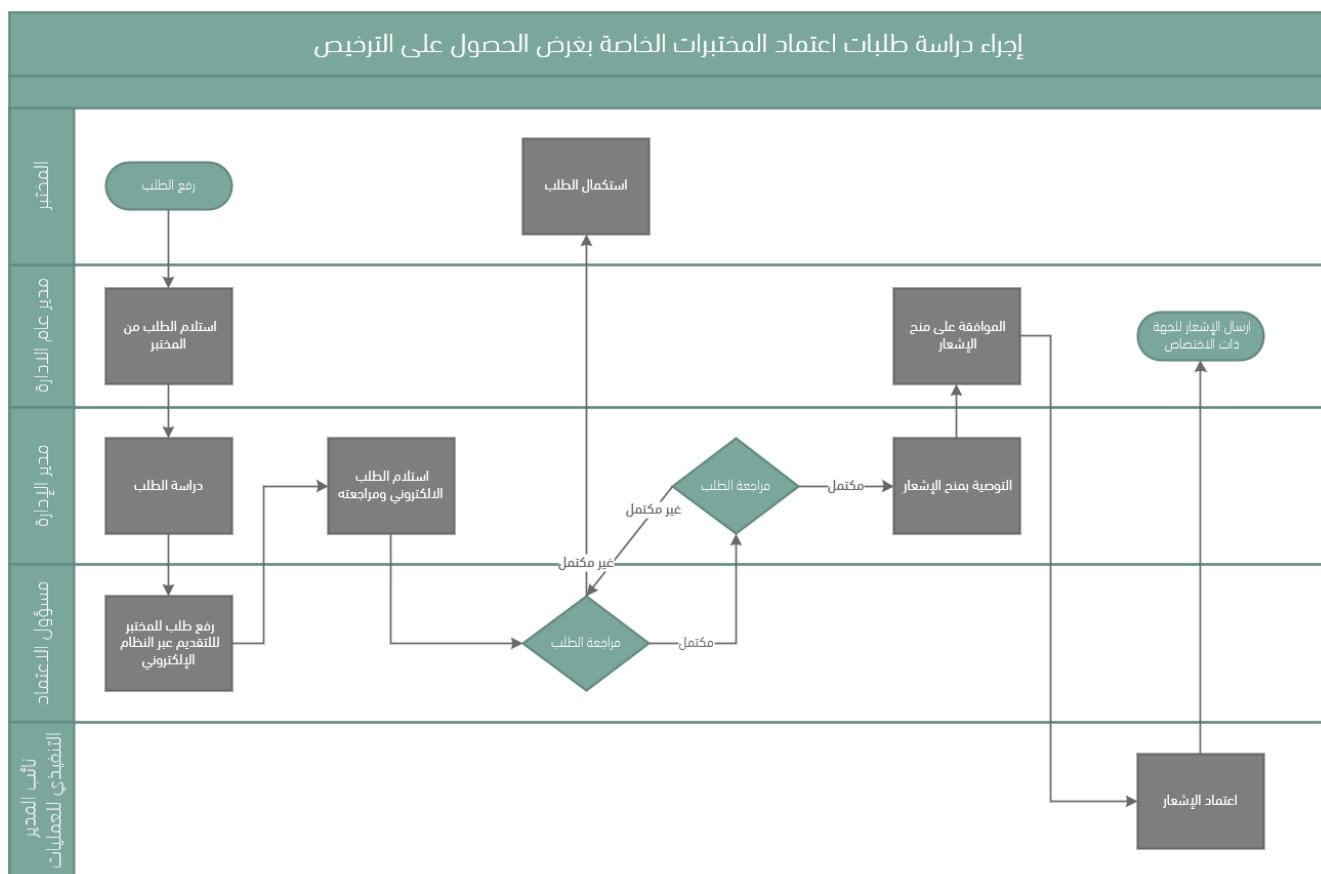 إجراء دراسة طلبات اعتماد المختبرات الخاصة بغرض الحصول على الترخيص
المختبر
رفع الطلب
استكمال الطلب
مدير عام الادارة
استلام الطلب من
المختبر
الموافقة على منح
الإشعار
ارسال الإشعار للجهة
ذات الاختصاص
مدير الإدارة
دراسة الطلب
استلام الطلب
الالكتروني ومراجعته
مراجعة الطلب
مكتمل
التوصية بمنح الإشعار
غير مكتمل
غير مكتمل
مسؤول الاعتماد
رفع طلب للمختبر
للتقديم عبر النظام
الإلكتروني
مراجعة الطلب
مكتمل
نائب المدير
التنفيذي للعمليات
اعتماد الإشعار